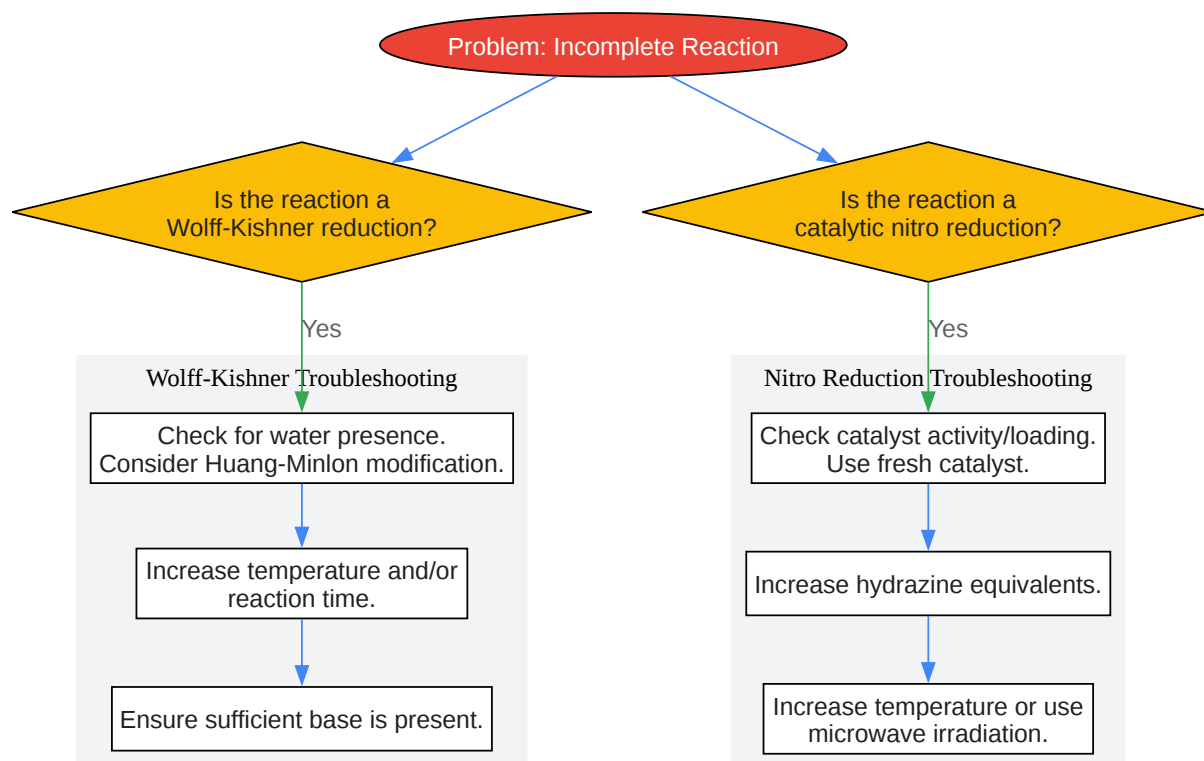 Problem: Incomplete Reaction
Is the reaction a
Wolff-Kishner reduction?
Is the reaction a
catalytic nitro reduction?
Yes
Yes
Wolff-Kishner Troubleshooting
Nitro Reduction Troubleshooting
Check for water presence.
Consider Huang-Minlon modification.
Check catalyst activity/loading.
Use fresh catalyst.
Increase temperature and/or
reaction time.
Increase hydrazine equivalents.
Ensure sufficient base is present.
Increase temperature or use
microwave irradiation.